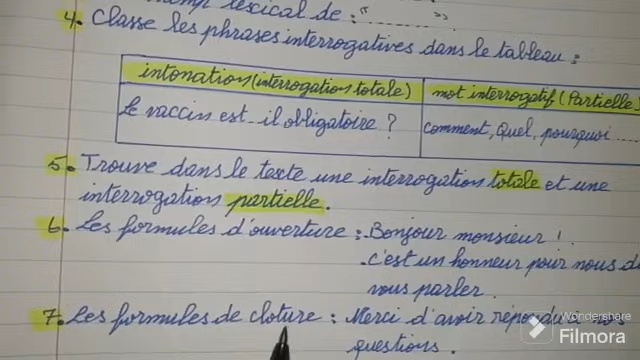 lexical de : " ........... "
4. Classe les phrases interrogatives dans le tableau :
intonation (interrogation totale)
mot interrogatif (Partielle)
Le vaccin est-il obligatoire ?
comment, Quel, pourquoi .....
5. Trouve dans le texte une interrogation totale et une
interrogation partielle.
6. Les formules d'ouverture : . Bonjour monsieur !
. c'est un honneur pour nous d
vous parler.
7. Les formules de cloture : Merci d'avoir
questions.
Wondershare
Filmora